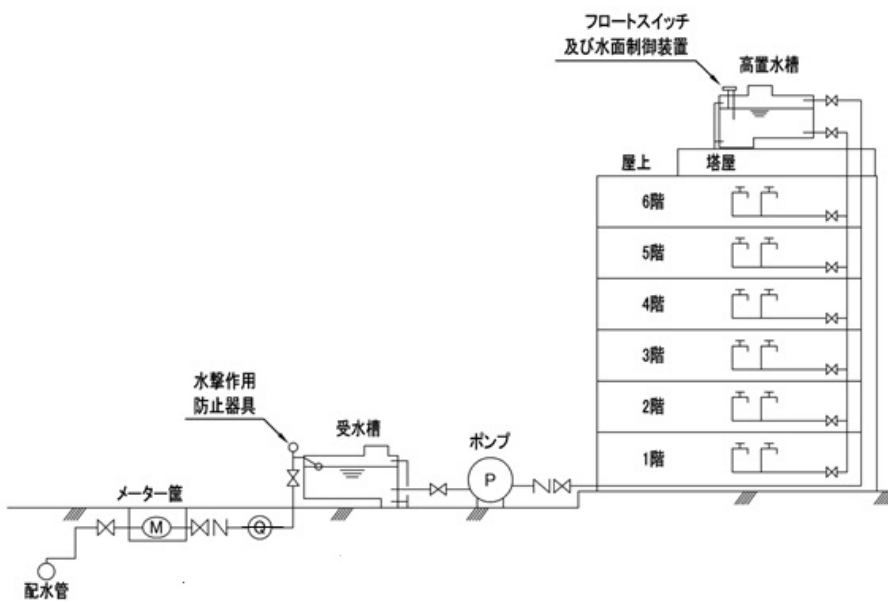 フロートスイッチ
及び水面制御装置
高置水槽
屋上
塔屋
6階
5階
4階
3階
2階
1階
水撃作用
防止器具
受水槽
ポンプ
P
メーター筐
M
Q
配水管